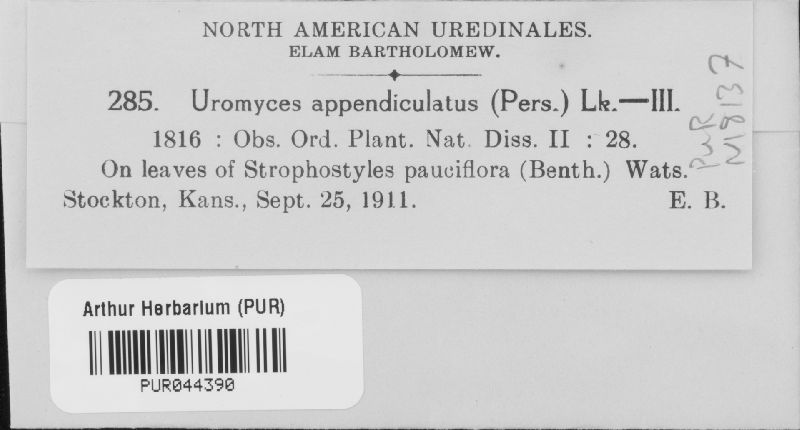 NORTH AMERICAN UREDINALES.
ELAM BARTHOLOMEW.
285. Uromyces appendiculatus (Pers.) Lk.—III.
1816 : Obs. Ord. Plant. Nat. Diss. II : 28.
On leaves of Strophostyles pauciflora (Benth.) Wats.
Stockton, Kans., Sept. 25, 1911. E. B.
PUR
N18137
Arthur Herbarium (PUR)
PUR044390